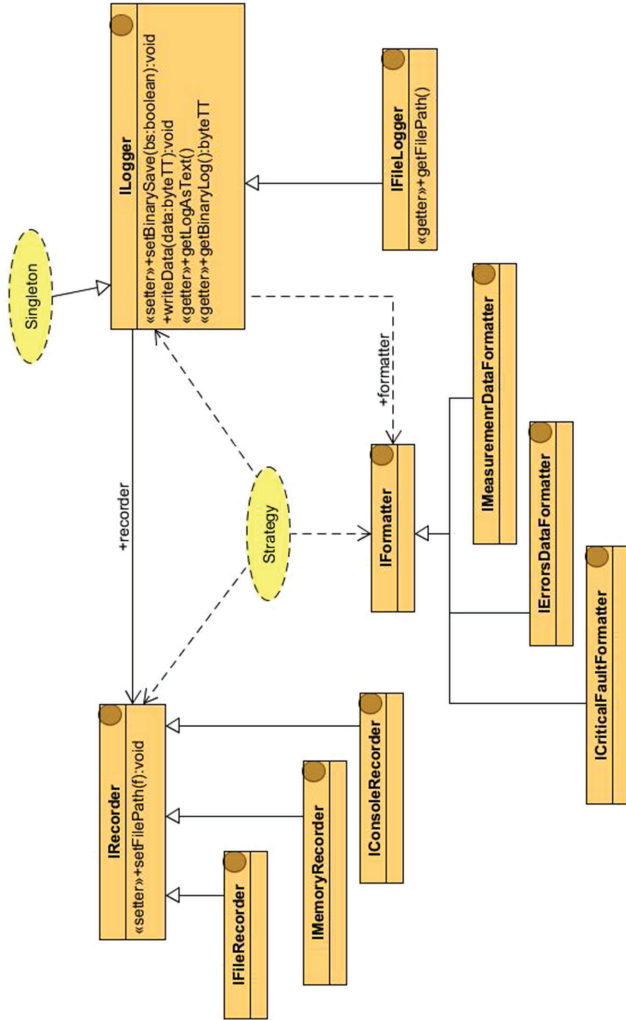 Singleton
ILogger
«setter»+setBinarySave(bs:boolean):void
+writeData(data:byteTT):void
«getter»+getLogAsText()
«getter»+getBinaryLog():byteTT
IFileLogger
«getter»+getFilePath()
+recorder
Strategy
+formatter
IFormatter
IMeasuremenrDataFormatter
IErrorsDataFormatter
ICriticalFaultFormatter
IRecorder
«setter»+setFilePath(f):void
IFileRecorder
IMemoryRecorder
IConsoleRecorder